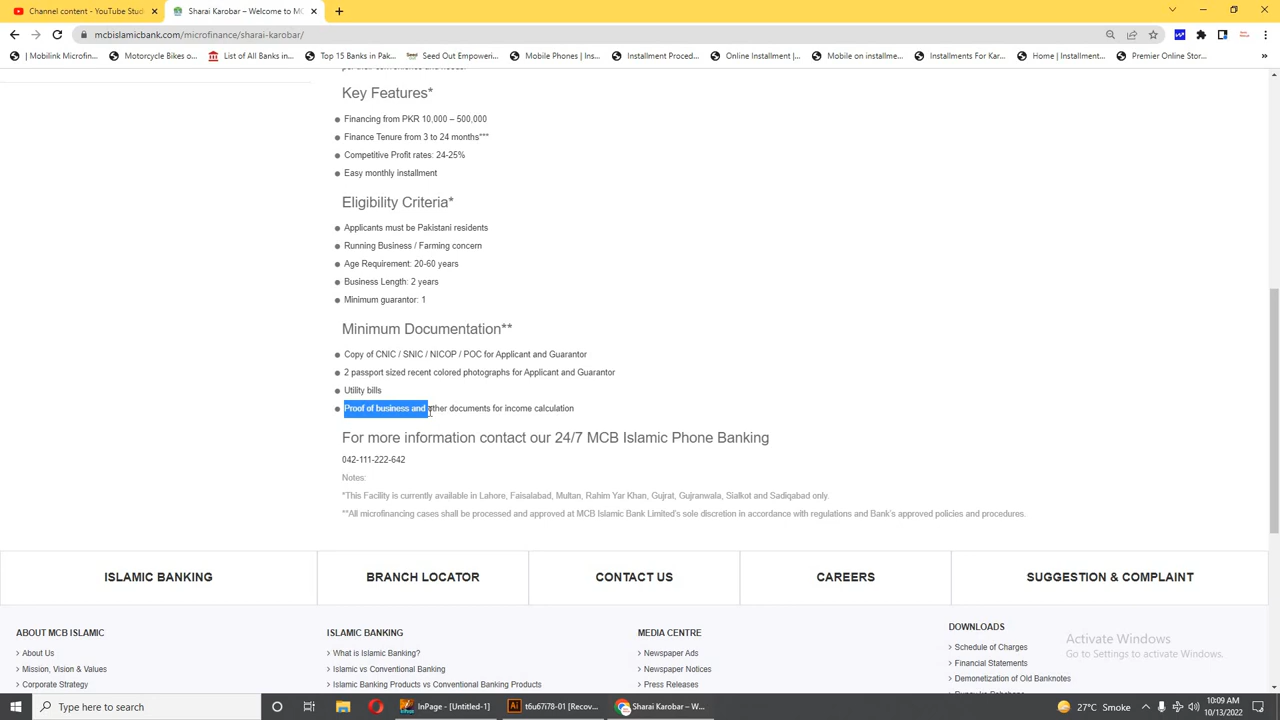 Channel content - YouTube Studio
Sharai Karobar – Welcome to MC
mcbislamicbank.com/microfinance/sharai-karobar/
| Mobilink Microfin...
Motorcycle Bikes o...
List of All Banks in...
Top 15 Banks in Pak...
Seed Out Empoweri...
Mobile Phones | Ins...
Installment Proced...
Online Installment |...
Mobile on installme...
Installments For Kar...
Home | Installment...
Premier Online Stor...
»
Key Features*
Financing from PKR 10,000 – 500,000
Finance Tenure from 3 to 24 months***
Competitive Profit rates: 24-25%
Easy monthly installment
Eligibility Criteria*
Applicants must be Pakistani residents
Running Business / Farming concern
Age Requirement: 20-60 years
Business Length: 2 years
Minimum guarantor: 1
Minimum Documentation**
Copy of CNIC / SNIC / NICOP / POC for Applicant and Guarantor
2 passport sized recent colored photographs for Applicant and Guarantor
Utility bills
Proof of business and other documents for income calculation
For more information contact our 24/7 MCB Islamic Phone Banking
042-111-222-642
Notes:
*This Facility is currently available in Lahore, Faisalabad, Multan, Rahim Yar Khan, Gujrat, Gujranwala, Sialkot and Sadiqabad only.
**All microfinancing cases shall be processed and approved at MCB Islamic Bank Limited's sole discretion in accordance with regulations and Bank's approved policies and procedures.
ISLAMIC BANKING
BRANCH LOCATOR
CONTACT US
CAREERS
SUGGESTION & COMPLAINT
ABOUT MCB ISLAMIC
> About Us
> Mission, Vision & Values
> Corporate Strategy
ISLAMIC BANKING
> What is Islamic Banking?
> Islamic vs Conventional Banking
> Islamic Banking Products vs Conventional Banking Products
MEDIA CENTRE
> Newspaper Ads
> Newspaper Notices
> Press Releases
DOWNLOADS
> Schedule of Charges
> Financial Statements
> Demonetization of Old Banknotes
Activate Windows
Go to Settings to activate Windows.
Type here to search
InPage - [Untitled-1]
t6u67i78-01 [Recov...
Sharai Karobar – W...
27°C Smoke
10:09 AM
10/13/2022